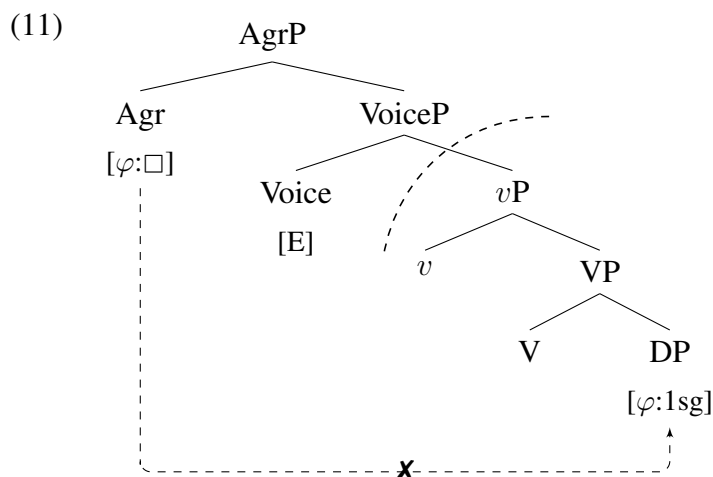 (11)
AgrP
Agr VoiceP
[φ:□]
Voice vP
[E]
v VP
V DP
[φ:1sg]
✗